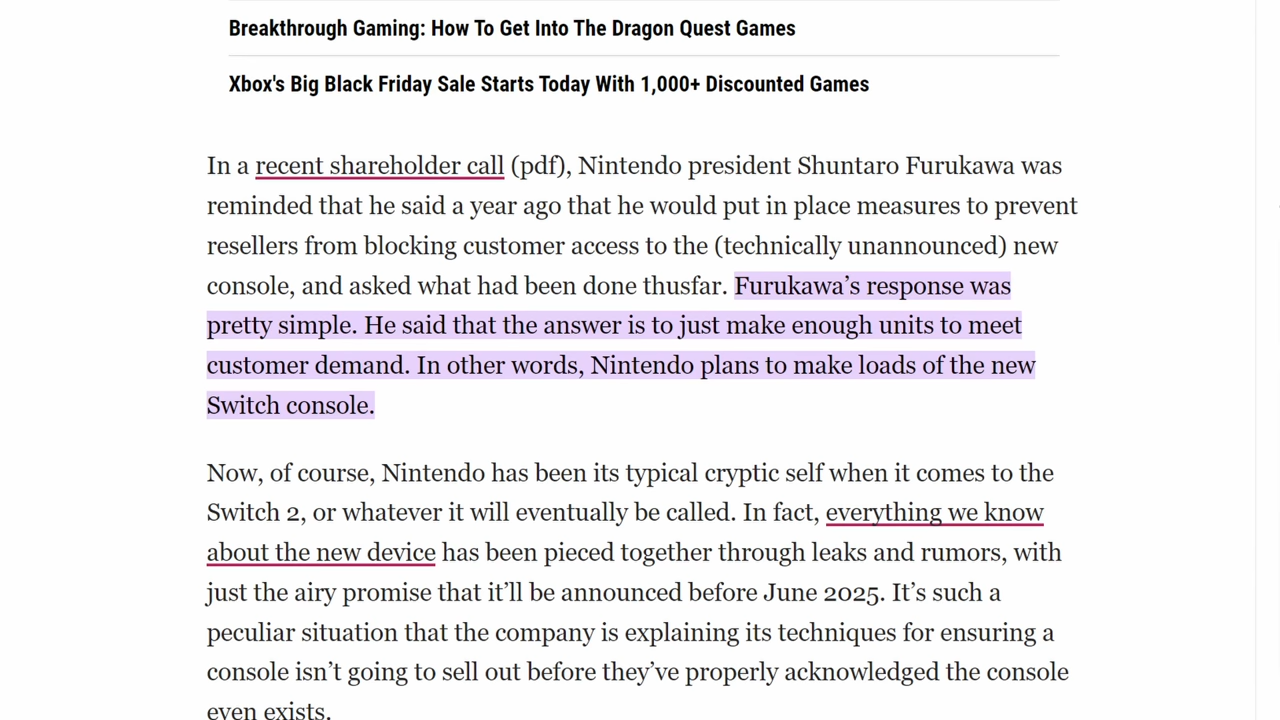 Breakthrough Gaming: How To Get Into The Dragon Quest Games
Xbox's Big Black Friday Sale Starts Today With 1,000+ Discounted Games
In a recent shareholder call (pdf), Nintendo president Shuntaro Furukawa was
reminded that he said a year ago that he would put in place measures to prevent
resellers from blocking customer access to the (technically unannounced) new
console, and asked what had been done thusfar. Furukawa’s response was
pretty simple. He said that the answer is to just make enough units to meet
customer demand. In other words, Nintendo plans to make loads of the new
Switch console.
Now, of course, Nintendo has been its typical cryptic self when it comes to the
Switch 2, or whatever it will eventually be called. In fact, everything we know
about the new device has been pieced together through leaks and rumors, with
just the airy promise that it’ll be announced before June 2025. It’s such a
peculiar situation that the company is explaining its techniques for ensuring a
console isn’t going to sell out before they’ve properly acknowledged the console
even exists.